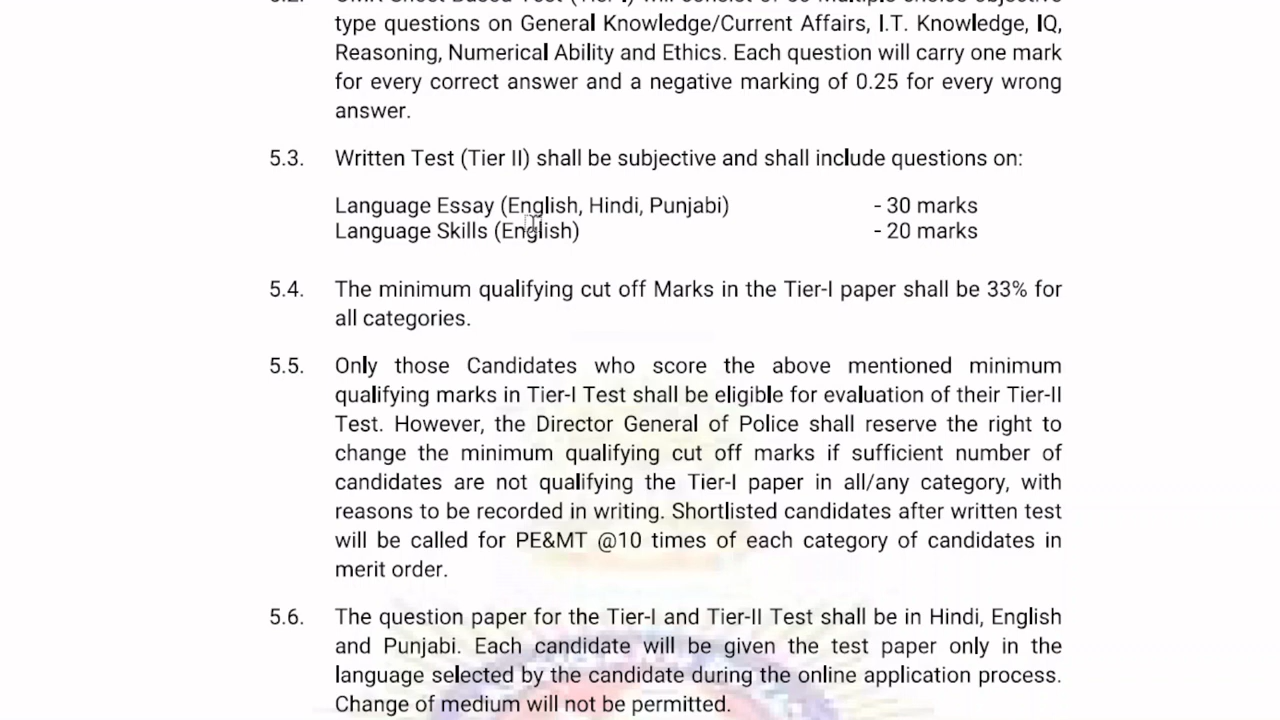 type questions on General Knowledge/Current Affairs, I.T. Knowledge, IQ,
Reasoning, Numerical Ability and Ethics. Each question will carry one mark
for every correct answer and a negative marking of 0.25 for every wrong
answer.
5.3. Written Test (Tier II) shall be subjective and shall include questions on:
Language Essay (English, Hindi, Punjabi) - 30 marks
Language Skills (English) - 20 marks
5.4. The minimum qualifying cut off Marks in the Tier-I paper shall be 33% for
all categories.
5.5. Only those Candidates who score the above mentioned minimum
qualifying marks in Tier-I Test shall be eligible for evaluation of their Tier-II
Test. However, the Director General of Police shall reserve the right to
change the minimum qualifying cut off marks if sufficient number of
candidates are not qualifying the Tier-I paper in all/any category, with
reasons to be recorded in writing. Shortlisted candidates after written test
will be called for PE&MT @10 times of each category of candidates in
merit order.
5.6. The question paper for the Tier-I and Tier-II Test shall be in Hindi, English
and Punjabi. Each candidate will be given the test paper only in the
language selected by the candidate during the online application process.
Change of medium will not be permitted.